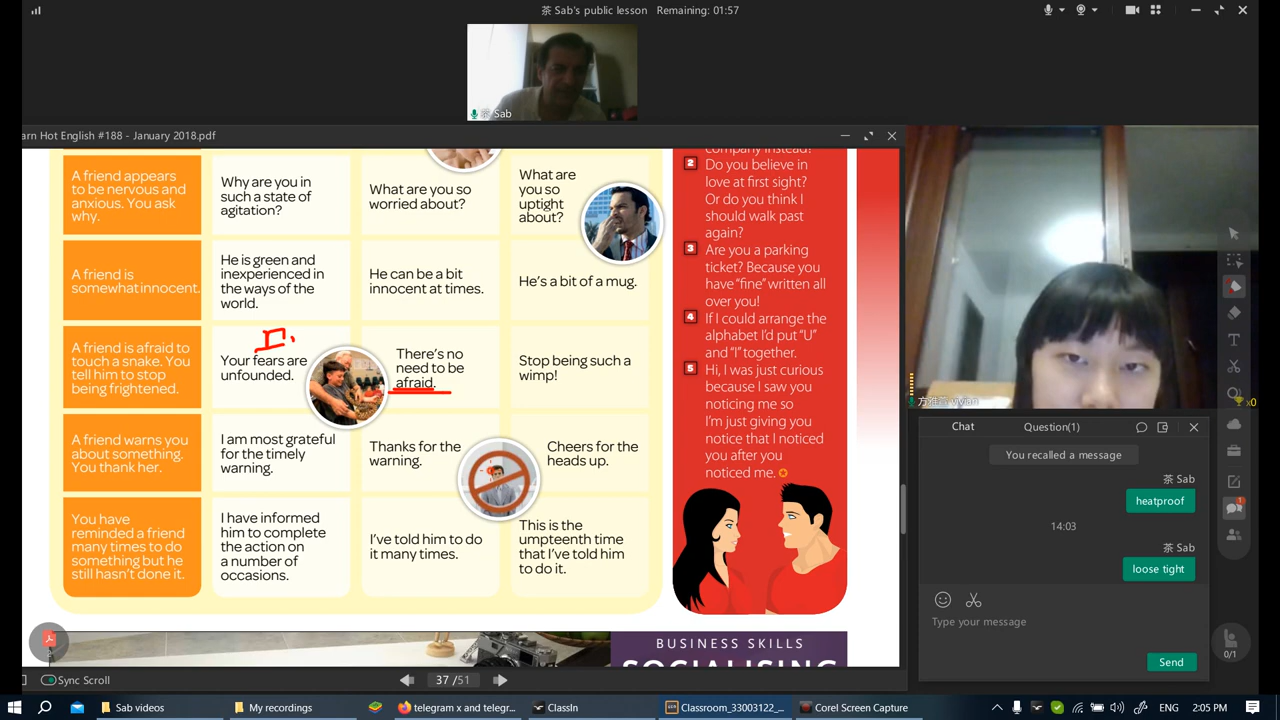 茶 Sab's public lesson Remaining: 01:57
茶 Sab
arn Hot English #188 - January 2018.pdf
A friend appears
to be nervous and
anxious. You ask
why.
Why are you in
such a state of
agitation?
What are you so
worried about?
What are
you so
uptight
about?
A friend is
somewhat innocent.
He is green and
inexperienced in
the ways of the
world.
He can be a bit
innocent at times.
He's a bit of a mug.
A friend is afraid to
touch a snake. You
tell him to stop
being frightened.
Your fears are
unfounded.
There's no
need to be
afraid.
Stop being such a
wimp!
A friend warns you
about something.
You thank her.
I am most grateful
for the timely
warning.
Thanks for the
warning.
Cheers for the
heads up.
You have
reminded a friend
many times to do
something but he
still hasn't done it.
I have informed
him to complete
the action on
a number of
occasions.
I've told him to do
it many times.
This is the
umpteenth time
that I've told him
to do it.
company instead?
2 Do you believe in
love at first sight?
Or do you think I
should walk past
again?
3 Are you a parking
ticket? Because you
have "fine" written all
over you!
4 If I could arrange the
alphabet I'd put "U"
and "I" together.
5 Hi, I was just curious
because I saw you
noticing me so
I'm just giving you
notice that I noticed
you after you
noticed me.
BUSINESS SKILLS
SOCIALISING
Sync Scroll
37 /51
x0
Chat Question(1)
You recalled a message
茶 Sab
heatproof
14:03
茶 Sab
loose tight
Type your message
Send
1
0/1
Sab videos
My recordings
telegram x and telegr...
ClassIn
Classroom_33003122_...
Corel Screen Capture
ENG
2:05 PM